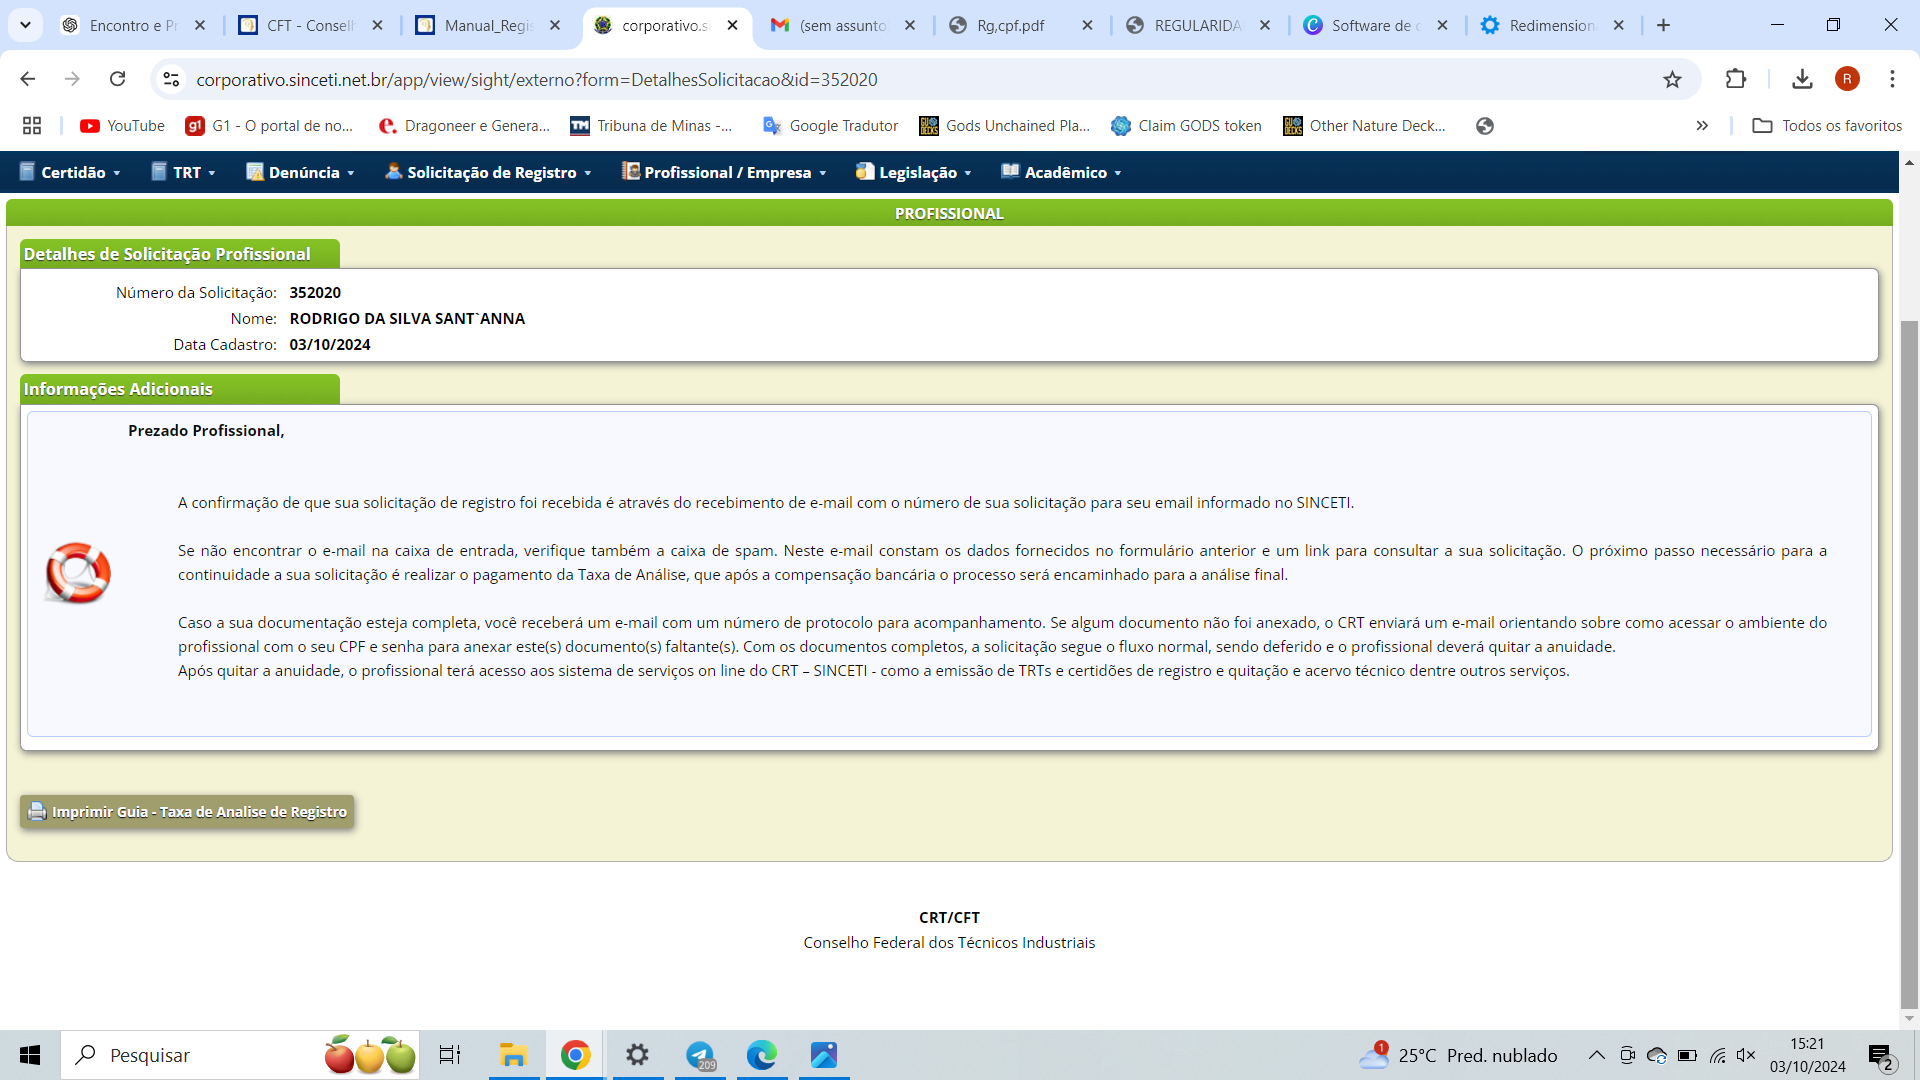 Encontro e Pr
CFT - Conselh
Manual_Regis
corporativo.si
(sem assunto
Rg,cpf.pdf
REGULARIDA
Software de c
Redimensiona
corporativo.sinceti.net.br/app/view/sight/externo?form=DetalhesSolicitacao&id=352020
R
YouTube
g1
G1 - O portal de no...
e.
Dragoneer e Genera...
TM
Tribuna de Minas -...
Google Tradutor
Gods Unchained Pla...
Claim GODS token
Other Nature Deck...
Todos os favoritos
Certidão
TRT
Denúncia
Solicitação de Registro
Profissional / Empresa
Legislação
Acadêmico
PROFISSIONAL
Detalhes de Solicitação Profissional
Número da Solicitação: 352020
Nome: RODRIGO DA SILVA SANT`ANNA
Data Cadastro: 03/10/2024
Informações Adicionais
Prezado Profissional,
A confirmação de que sua solicitação de registro foi recebida é através do recebimento de e-mail com o número de sua solicitação para seu email informado no SINCETI.
Se não encontrar o e-mail na caixa de entrada, verifique também a caixa de spam. Neste e-mail constam os dados fornecidos no formulário anterior e um link para consultar a sua solicitação. O próximo passo necessário para a
continuidade a sua solicitação é realizar o pagamento da Taxa de Análise, que após a compensação bancária o processo será encaminhado para a análise final.
Caso a sua documentação esteja completa, você receberá um e-mail com um número de protocolo para acompanhamento. Se algum documento não foi anexado, o CRT enviará um e-mail orientando sobre como acessar o ambiente do
profissional com o seu CPF e senha para anexar este(s) documento(s) faltante(s). Com os documentos completos, a solicitação segue o fluxo normal, sendo deferido e o profissional deverá quitar a anuidade.
Após quitar a anuidade, o profissional terá acesso aos sistema de serviços on line do CRT – SINCETI - como a emissão de TRTs e certidões de registro e quitação e acervo técnico dentre outros serviços.
Imprimir Guia - Taxa de Analise de Registro
CRT/CFT
Conselho Federal dos Técnicos Industriais
Pesquisar
209
1
25°C Pred. nublado
15:21
03/10/2024
2